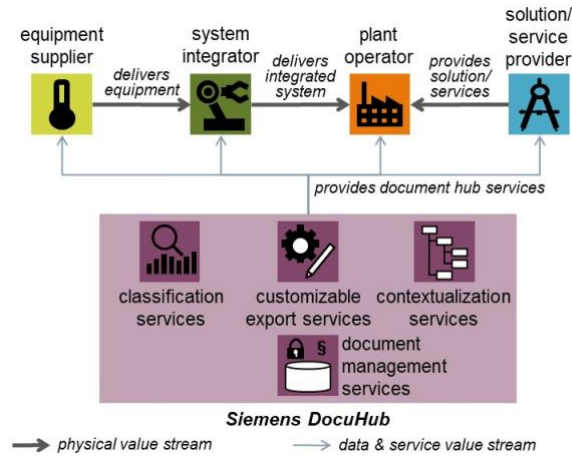 equipment
supplier
system
integrator
plant
operator
solution/
service
provider
delivers
equipment
delivers
integrated
system
provides
solution/
services
provides document hub services
classification
services
customizable
export services
contextualization
services
§
document
management
services
Siemens DocuHub
physical value stream
data & service value stream